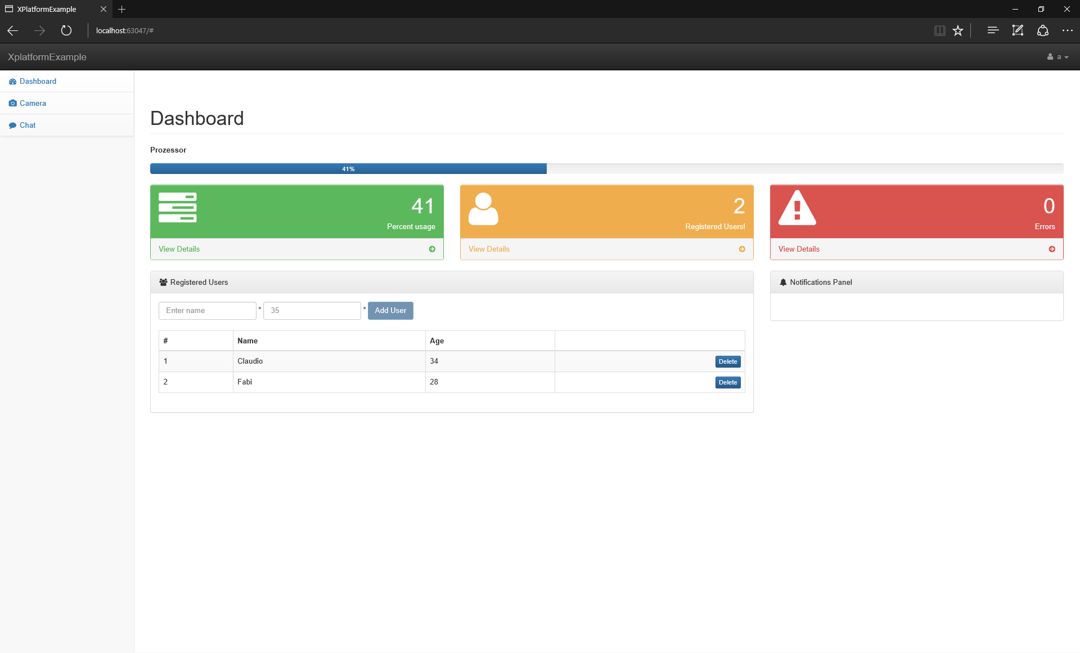 XPlatformExample
localhost:63047/#
XplatformExample
a
Dashboard
Camera
Chat
Dashboard
Prozessor
41%
41
Percent usage
View Details
2
Registered Users!
View Details
0
Errors
View Details
Registered Users
Enter name * 35 * Add User
# Name Age
1 Claudio 34 Delete
2 Fabi 28 Delete
Notifications Panel